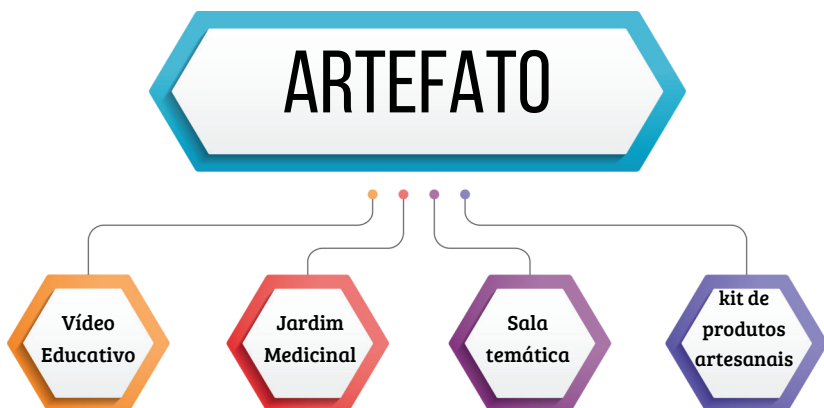 ARTEFATO
Vídeo
Educativo
Jardim
Medicinal
Sala
temática
kit de
produtos
artesanais